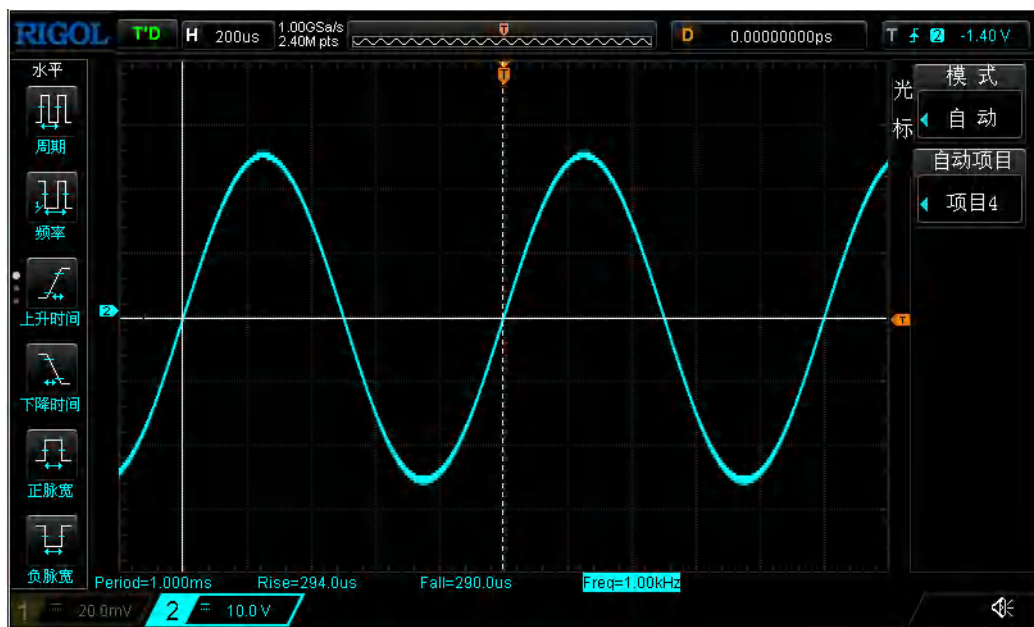 RIGOL T'D H 200us 1.00GSa/s 2.40M pts T D 0.00000000ps T 2 -1.40 V
水平
周期
频率
上升时间
下降时间
正脉宽
负脉宽
T
2
T
光标
模式
自动
自动项目
项目4
Period=1.000ms Rise=294.0us Fall=290.0us Freq=1.00kHz
1 20.0mV 2 10.0 V